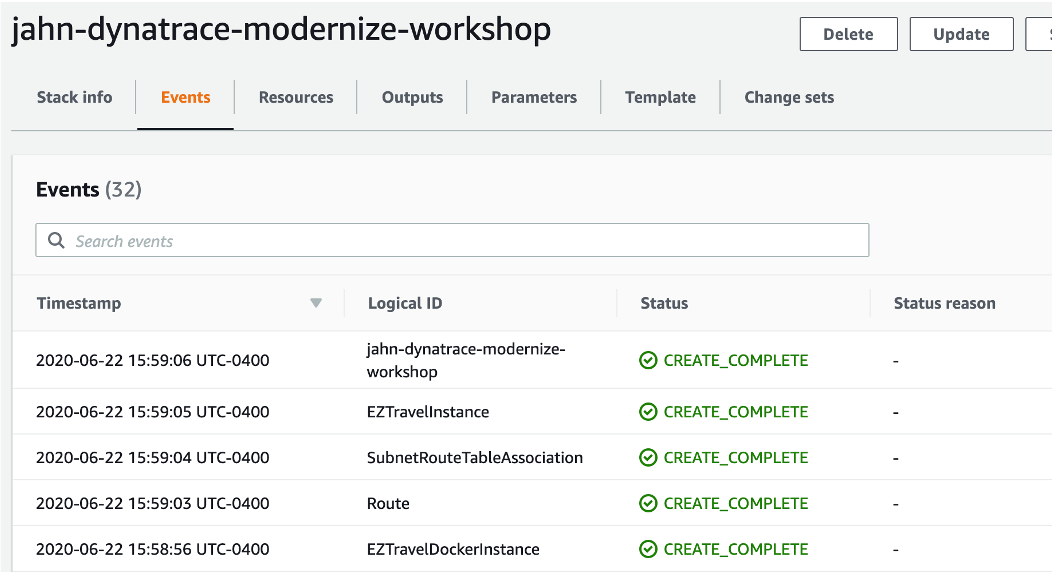 jahn-dynatrace-modernize-workshop
Delete
Update
Stack info
Events
Resources
Outputs
Parameters
Template
Change sets
Events (32)
Search events
Timestamp
Logical ID
Status
Status reason
2020-06-22 15:59:06 UTC-0400
jahn-dynatrace-modernize-
workshop
CREATE_COMPLETE
-
2020-06-22 15:59:05 UTC-0400
EZTravelInstance
CREATE_COMPLETE
-
2020-06-22 15:59:04 UTC-0400
SubnetRouteTableAssociation
CREATE_COMPLETE
-
2020-06-22 15:59:03 UTC-0400
Route
CREATE_COMPLETE
-
2020-06-22 15:58:56 UTC-0400
EZTravelDockerInstance
CREATE_COMPLETE
-